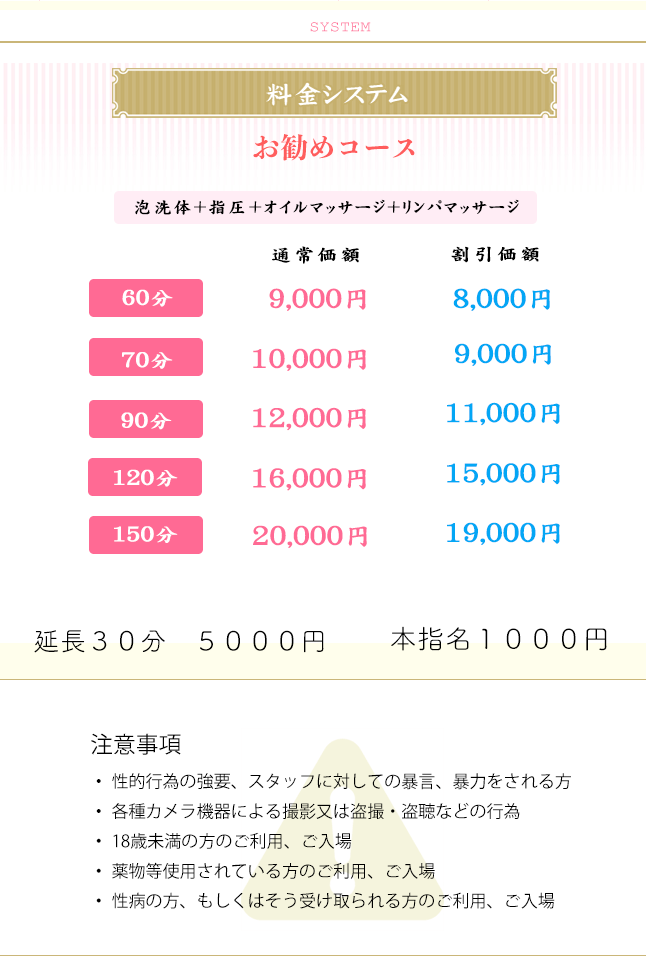 SYSTEM
料金システム
お勧めコース
泡洗体＋指圧＋オイルマッサージ＋リンパマッサージ
通常価額 割引価額
60分 9,000円 8,000円
70分 10,000円 9,000円
90分 12,000円 11,000円
120分 16,000円 15,000円
150分 20,000円 19,000円
延長３０分　５０００円 本指名１０００円
注意事項
・ 性的行為の強要、スタッフに対しての暴言、暴力をされる方
・ 各種カメラ機器による撮影又は盗撮・盗聴などの行為
・ 18歳未満の方のご利用、ご入場
・ 薬物等使用されている方のご利用、ご入場
・ 性病の方、もしくはそう受け取られる方のご利用、ご入場